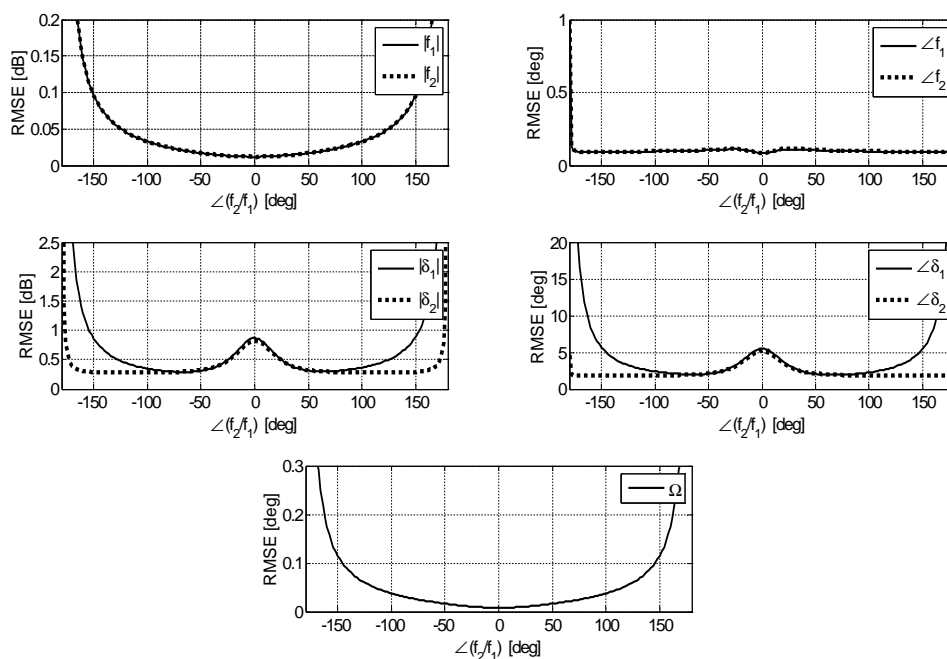 0.2
0.15
0.1
0.05
0
RMSE [dB]
-150 -100 -50 0 50 100 150
∠(f₂/f₁) [deg]
|f₁|
|f₂|
1
0.5
0
RMSE [deg]
-150 -100 -50 0 50 100 150
∠(f₂/f₁) [deg]
∠f₁
∠f₂
2.5
2
1.5
1
0.5
0
RMSE [dB]
-150 -100 -50 0 50 100 150
∠(f₂/f₁) [deg]
|δ₁|
|δ₂|
20
15
10
5
0
RMSE [deg]
-150 -100 -50 0 50 100 150
∠(f₂/f₁) [deg]
∠δ₁
∠δ₂
0.3
0.2
0.1
0
RMSE [deg]
-150 -100 -50 0 50 100 150
∠(f₂/f₁) [deg]
Ω